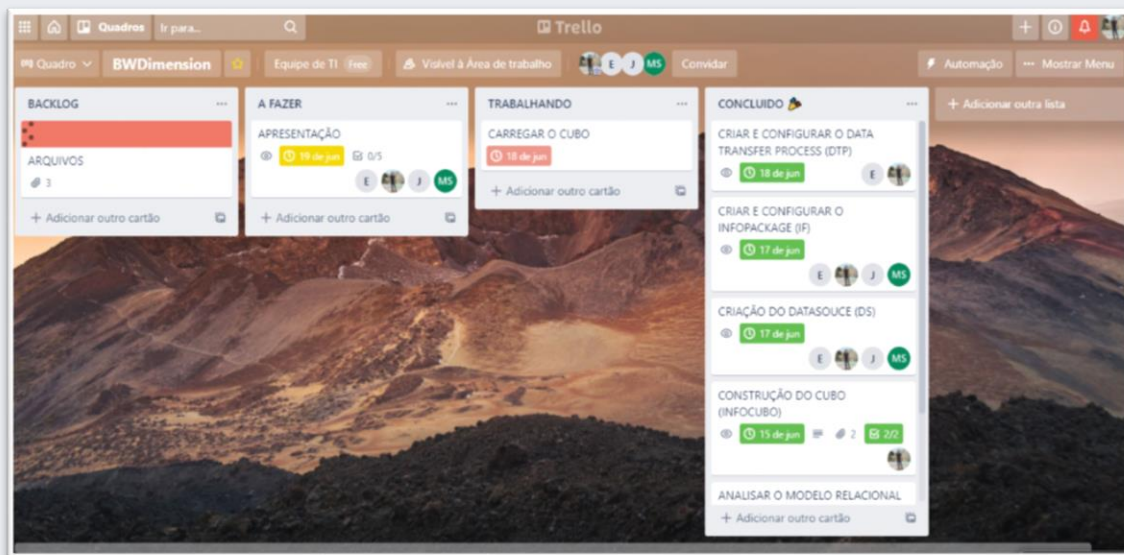 Quadros Ir para... Trello
Quadro BWDimension Equipe de TI Free Visível à Área de trabalho E J MS Convidar Automação Mostrar Menu
BACKLOG
ARQUIVOS
3
+ Adicionar outro cartão
A FAZER
APRESENTAÇÃO
19 de jun 0/5
E J MS
+ Adicionar outro cartão
TRABALHANDO
CARREGAR O CUBO
18 de jun
+ Adicionar outro cartão
CONCLUIDO
CRIAR E CONFIGURAR O DATA
TRANSFER PROCESS (DTP)
18 de jun E
CRIAR E CONFIGURAR O
INFOPACKAGE (IF)
17 de jun
E J MS
CRIAÇÃO DO DATASOUCE (DS)
17 de jun
E J MS
CONSTRUÇÃO DO CUBO
(INFOCUBO)
15 de jun 2 2/2
ANALISAR O MODELO RELACIONAL
+ Adicionar outro cartão
+ Adicionar outra lista